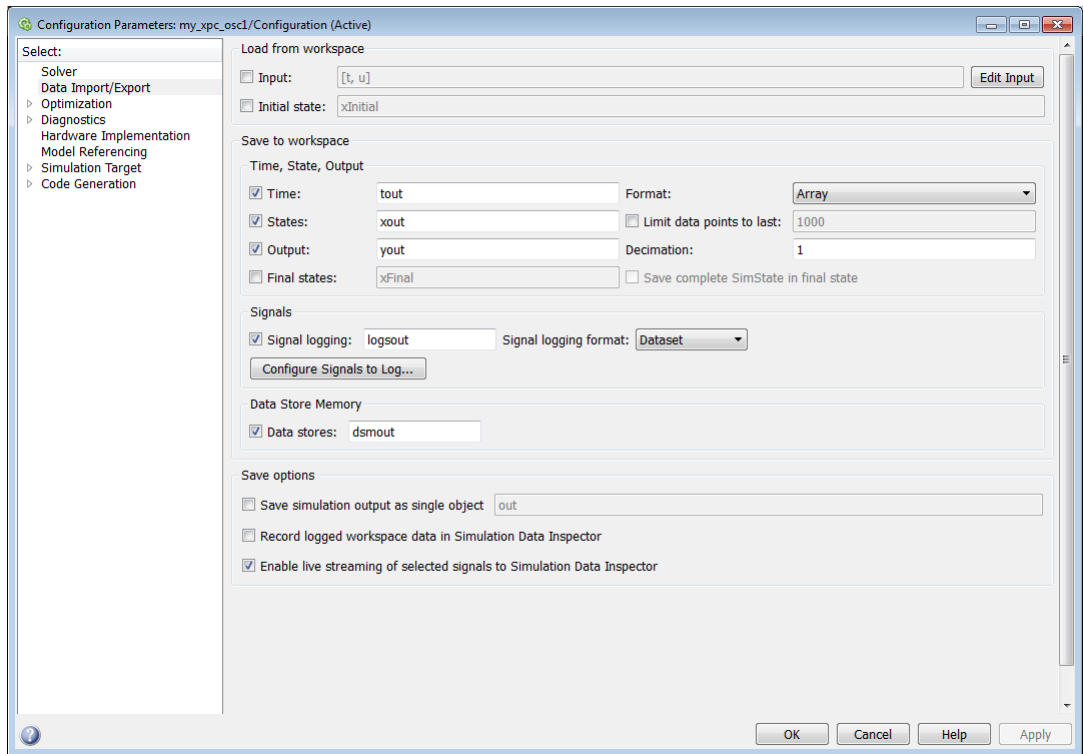 Configuration Parameters: my_xpc_osc1/Configuration (Active)
Select:
Solver
Data Import/Export
Optimization
Diagnostics
Hardware Implementation
Model Referencing
Simulation Target
Code Generation
Load from workspace
Input: [t, u] Edit Input
Initial state: xInitial
Save to workspace
Time, State, Output
Time: tout Format: Array
States: xout Limit data points to last: 1000
Output: yout Decimation: 1
Final states: xFinal Save complete SimState in final state
Signals
Signal logging: logsout Signal logging format: Dataset
Configure Signals to Log...
Data Store Memory
Data stores: dsmout
Save options
Save simulation output as single object out
Record logged workspace data in Simulation Data Inspector
Enable live streaming of selected signals to Simulation Data Inspector
OK Cancel Help Apply